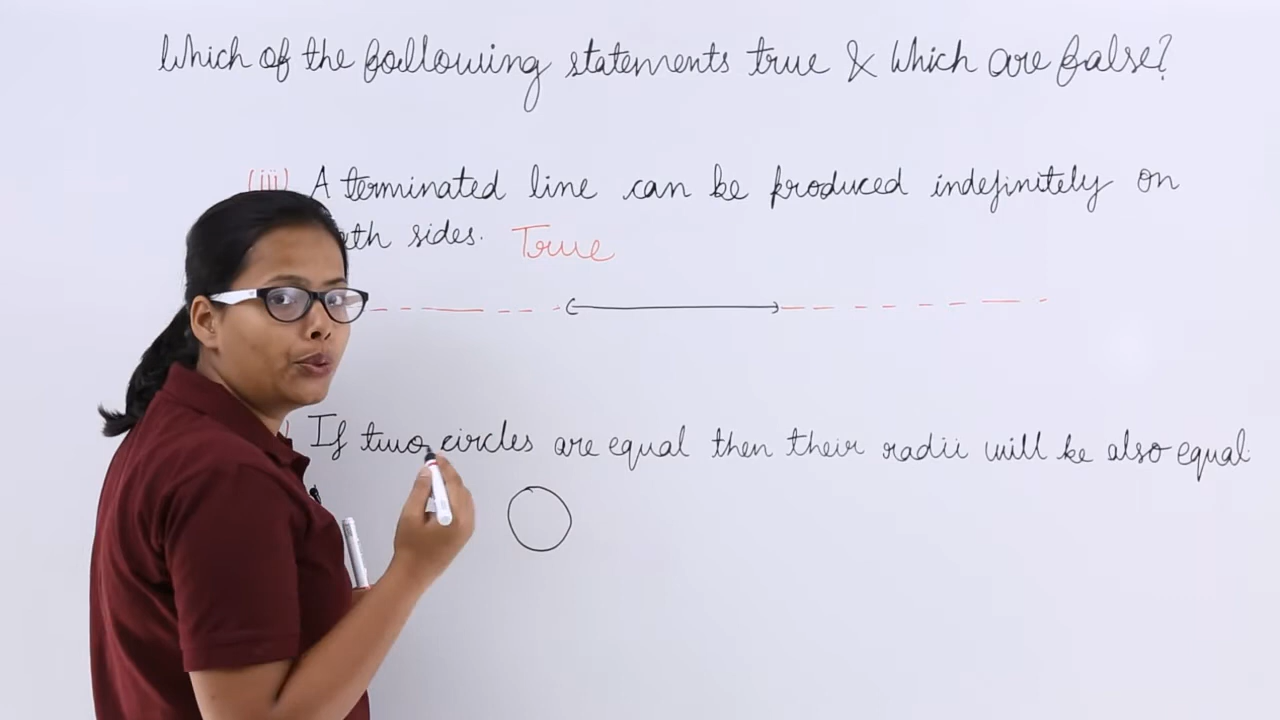 Which of the following statements true & Which are false?
(iii) A terminated line can be produced indefinitely on
sides. True
If two circles are equal then their radii will be also equal.